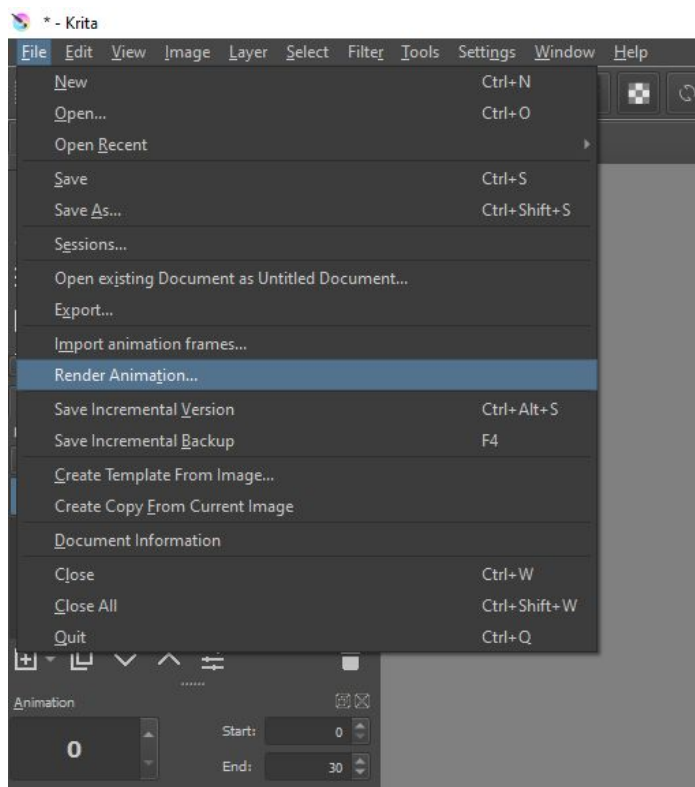 * - Krita
File Edit View Image Layer Select Filter Tools Settings Window Help
New Ctrl+N
Open... Ctrl+O
Open Recent
Save Ctrl+S
Save As... Ctrl+Shift+S
Sessions...
Open existing Document as Untitled Document...
Export...
Import animation frames...
Render Animation...
Save Incremental Version Ctrl+Alt+S
Save Incremental Backup F4
Create Template From Image...
Create Copy From Current Image
Document Information
Close Ctrl+W
Close All Ctrl+Shift+W
Quit Ctrl+Q
Animation
0 Start: 0
End: 30